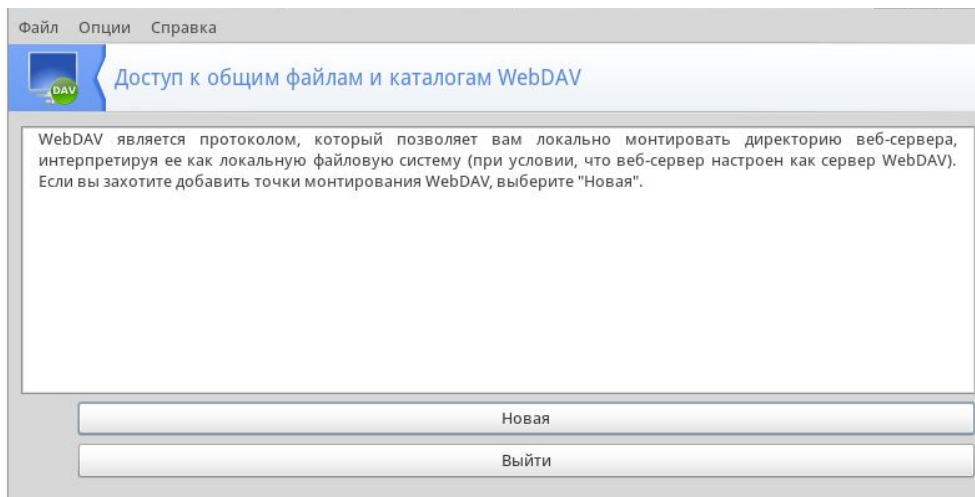 Файл Опции Справка
DAV
Доступ к общим файлам и каталогам WebDAV
WebDAV является протоколом, который позволяет вам локально монтировать директорию веб-сервера,
интерпретируя ее как локальную файловую систему (при условии, что веб-сервер настроен как сервер WebDAV).
Если вы захотите добавить точки монтирования WebDAV, выберите "Новая".
Новая
Выйти